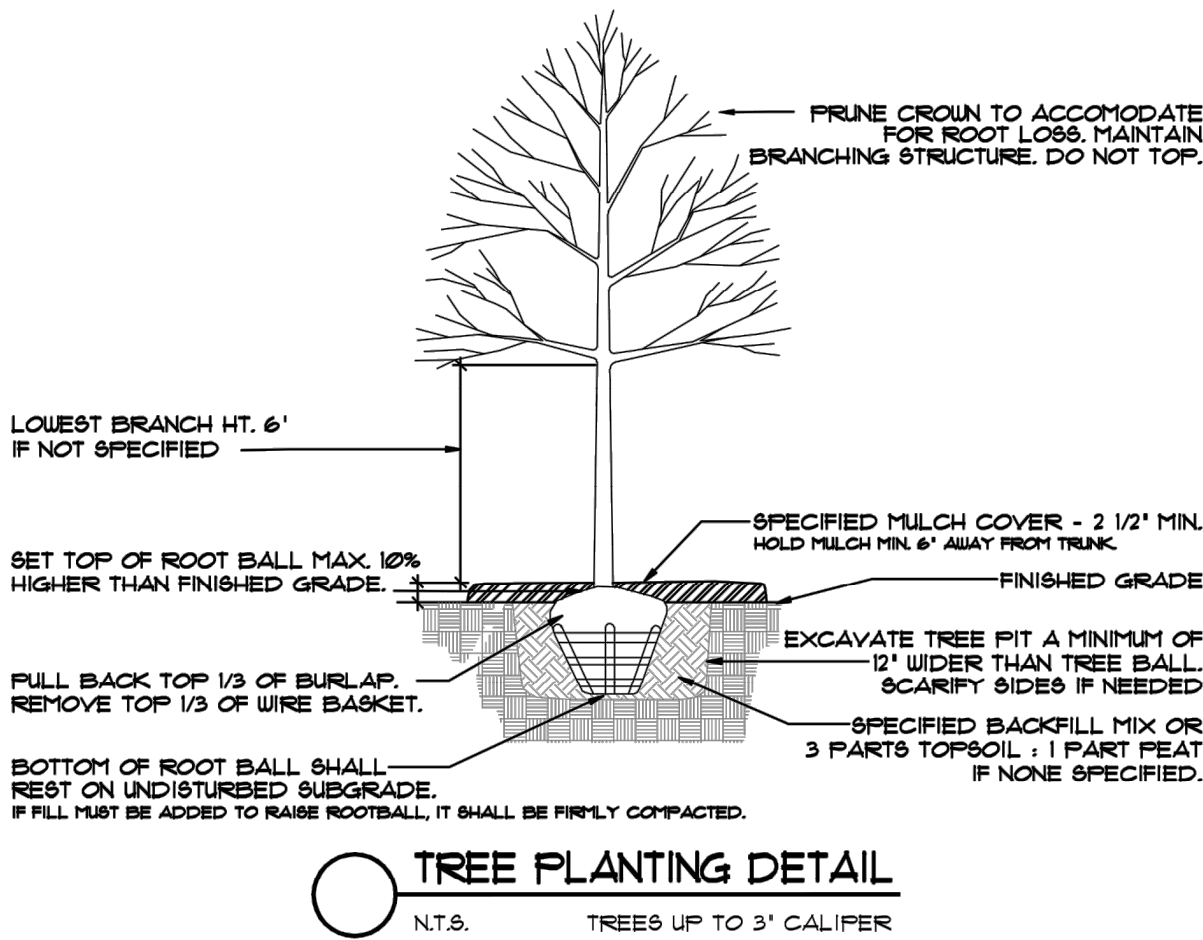 PRUNE CROWN TO ACCOMODATE
FOR ROOT LOSS. MAINTAIN
BRANCHING STRUCTURE. DO NOT TOP.
LOWEST BRANCH HT. 6'
IF NOT SPECIFIED
SPECIFIED MULCH COVER - 2 1/2" MIN.
HOLD MULCH MIN. 6" AWAY FROM TRUNK
SET TOP OF ROOT BALL MAX. 10%
HIGHER THAN FINISHED GRADE.
FINISHED GRADE
EXCAVATE TREE PIT A MINIMUM OF
12" WIDER THAN TREE BALL.
SCARIFY SIDES IF NEEDED
PULL BACK TOP 1/3 OF BURLAP.
REMOVE TOP 1/3 OF WIRE BASKET.
SPECIFIED BACKFILL MIX OR
3 PARTS TOPSOIL : 1 PART PEAT
IF NONE SPECIFIED.
BOTTOM OF ROOT BALL SHALL
REST ON UNDISTURBED SUBGRADE.
IF FILL MUST BE ADDED TO RAISE ROOTBALL, IT SHALL BE FIRMLY COMPACTED.
TREE PLANTING DETAIL
N.T.S. TREES UP TO 3" CALIPER